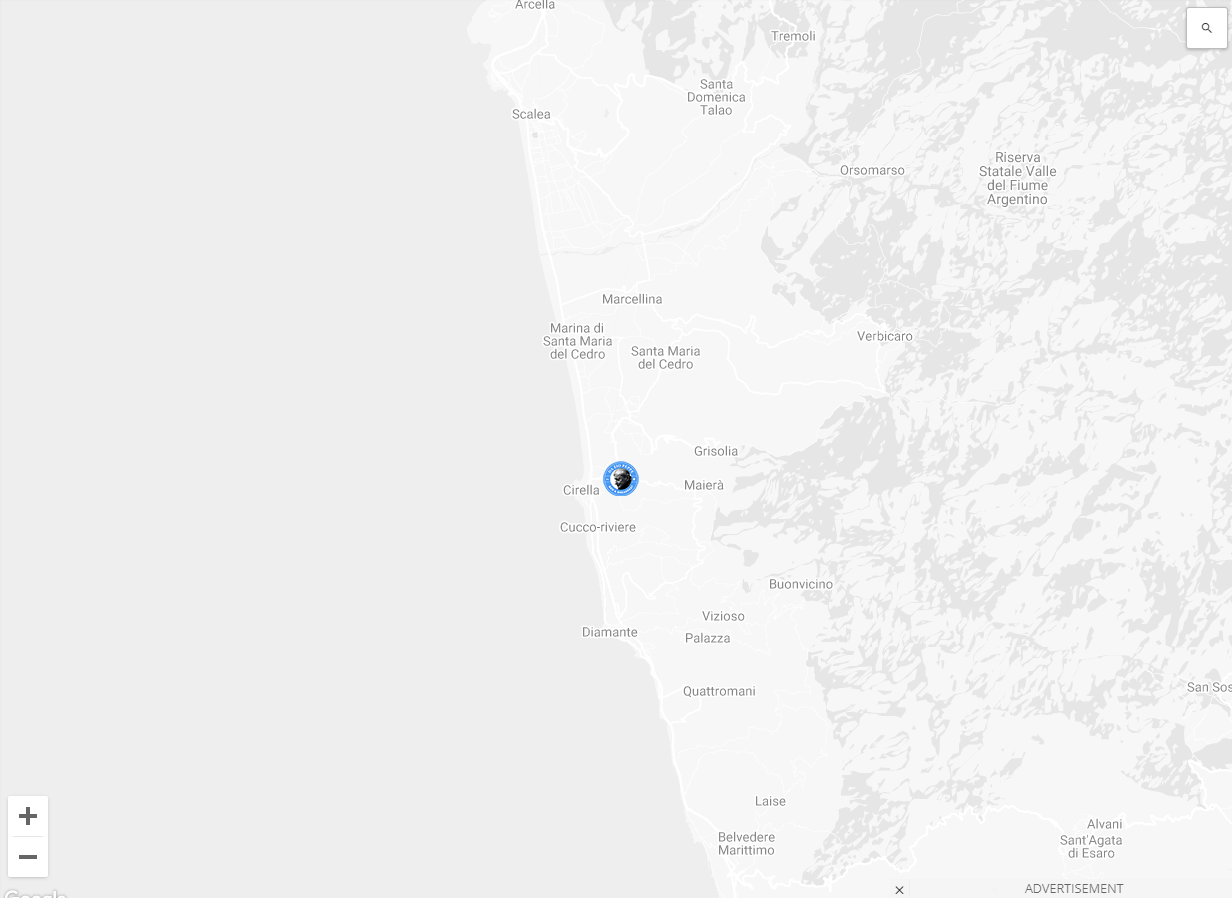 Arcella
Tremoli
Santa
Domenica
Talao
Scalea
Riserva
Statale Valle
del Fiume
Argentino
Orsomarso
Marcellina
Marina di
Santa Maria
del Cedro
Verbicaro
Santa Maria
del Cedro
Grisolia
Maierà
Cirella
Cucco-riviere
Buonvicino
Vizioso
Diamante
Palazza
San Sos
Quattromani
Laise
Alvani
Belvedere
Marittimo
Sant'Agata
di Esaro
ADVERTISEMENT
Google